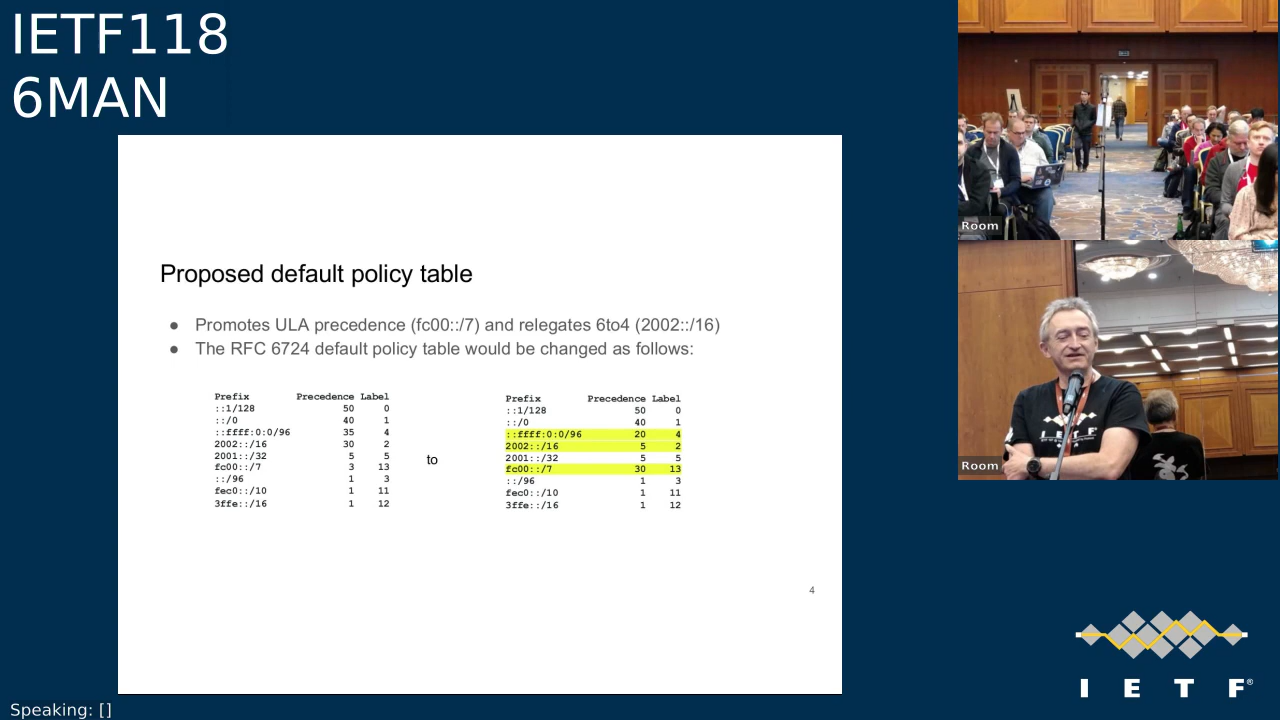 IETF118
6MAN
Room
Proposed default policy table
● Promotes ULA precedence (fc00::/7) and relegates 6to4 (2002::/16)
● The RFC 6724 default policy table would be changed as follows:
Prefix Precedence Label
::1/128 50 0
::/0 40 1
::ffff:0:0/96 35 4
2002::/16 30 2
2001::/32 5 5
fc00::/7 3 13
::/96 1 3
fec0::/10 1 11
3ffe::/16 1 12
to
Prefix Precedence Label
::1/128 50 0
::/0 40 1
::ffff:0:0/96 20 4
2002::/16 5 2
2001::/32 5 5
fc00::/7 30 13
::/96 1 3
fec0::/10 1 11
3ffe::/16 1 12
4
I E T F
Room
I E T F®
Speaking: []